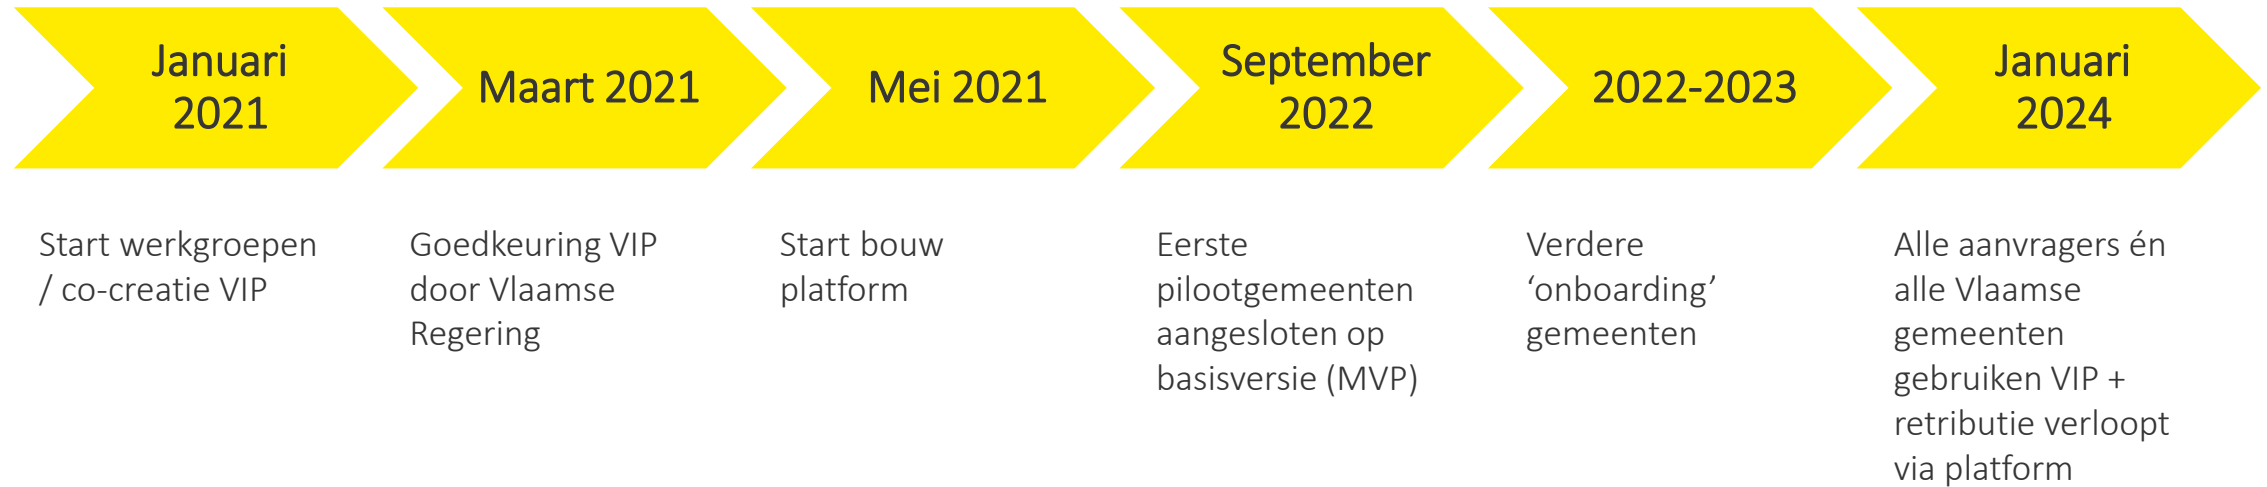 Januari
2021
Maart 2021
Mei 2021
September
2022
2022-2023
Januari
2024
Start werkgroepen
/ co-creatie VIP
Goedkeuring VIP
door Vlaamse
Regering
Start bouw
platform
Eerste
pilootgemeenten
aangesloten op
basisversie (MVP)
Verdere
‘onboarding’
gemeenten
Alle aanvragers én
alle Vlaamse
gemeenten
gebruiken VIP +
retributie verloopt
via platform